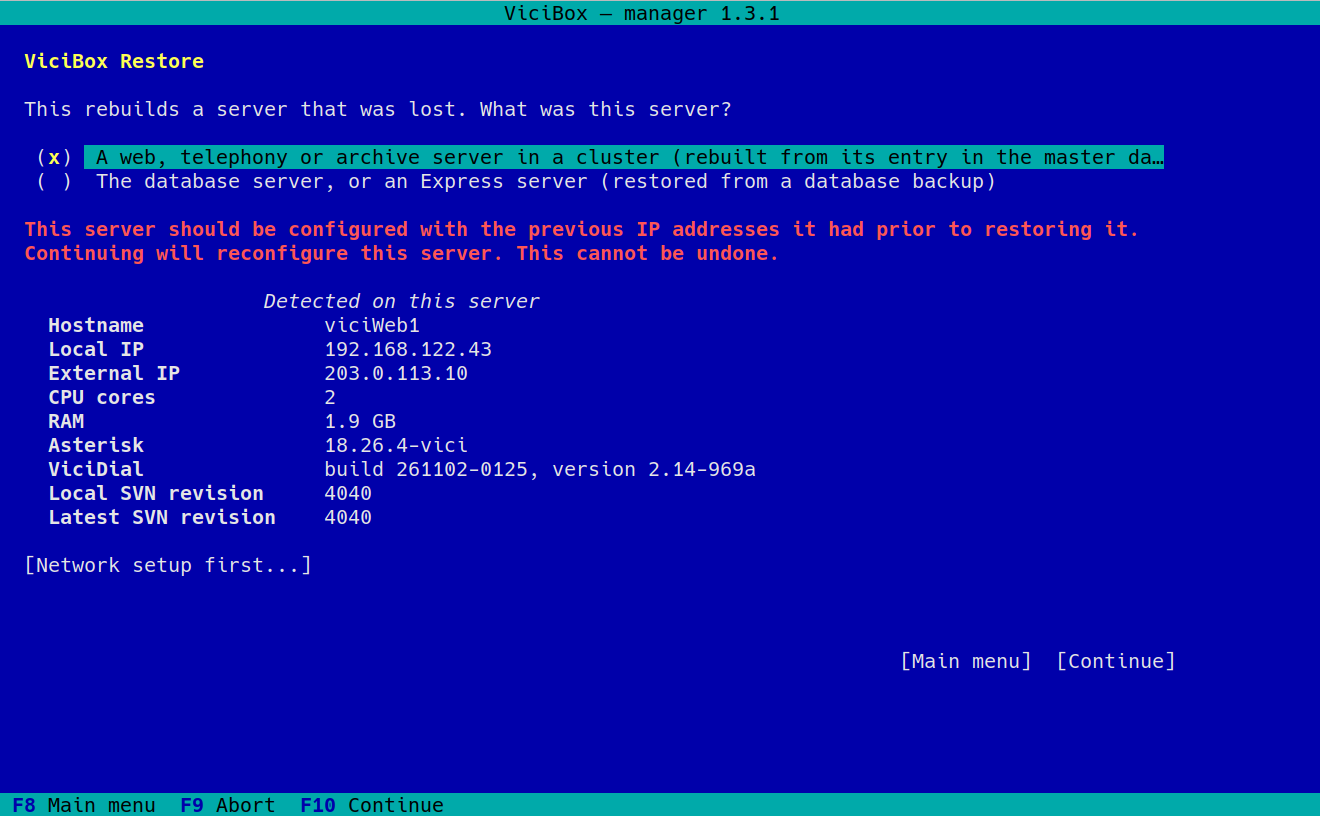 ViciBox — manager 1.3.1
ViciBox Restore
This rebuilds a server that was lost. What was this server?
(x) A web, telephony or archive server in a cluster (rebuilt from its entry in the master da…
( ) The database server, or an Express server (restored from a database backup)
This server should be configured with the previous IP addresses it had prior to restoring it.
Continuing will reconfigure this server. This cannot be undone.
Detected on this server
Hostname viciWeb1
Local IP 192.168.122.43
External IP 203.0.113.10
CPU cores 2
RAM 1.9 GB
Asterisk 18.26.4-vici
ViciDial build 261102-0125, version 2.14-969a
Local SVN revision 4040
Latest SVN revision 4040
[Network setup first...]
[Main menu] [Continue]
F8 Main menu F9 Abort F10 Continue